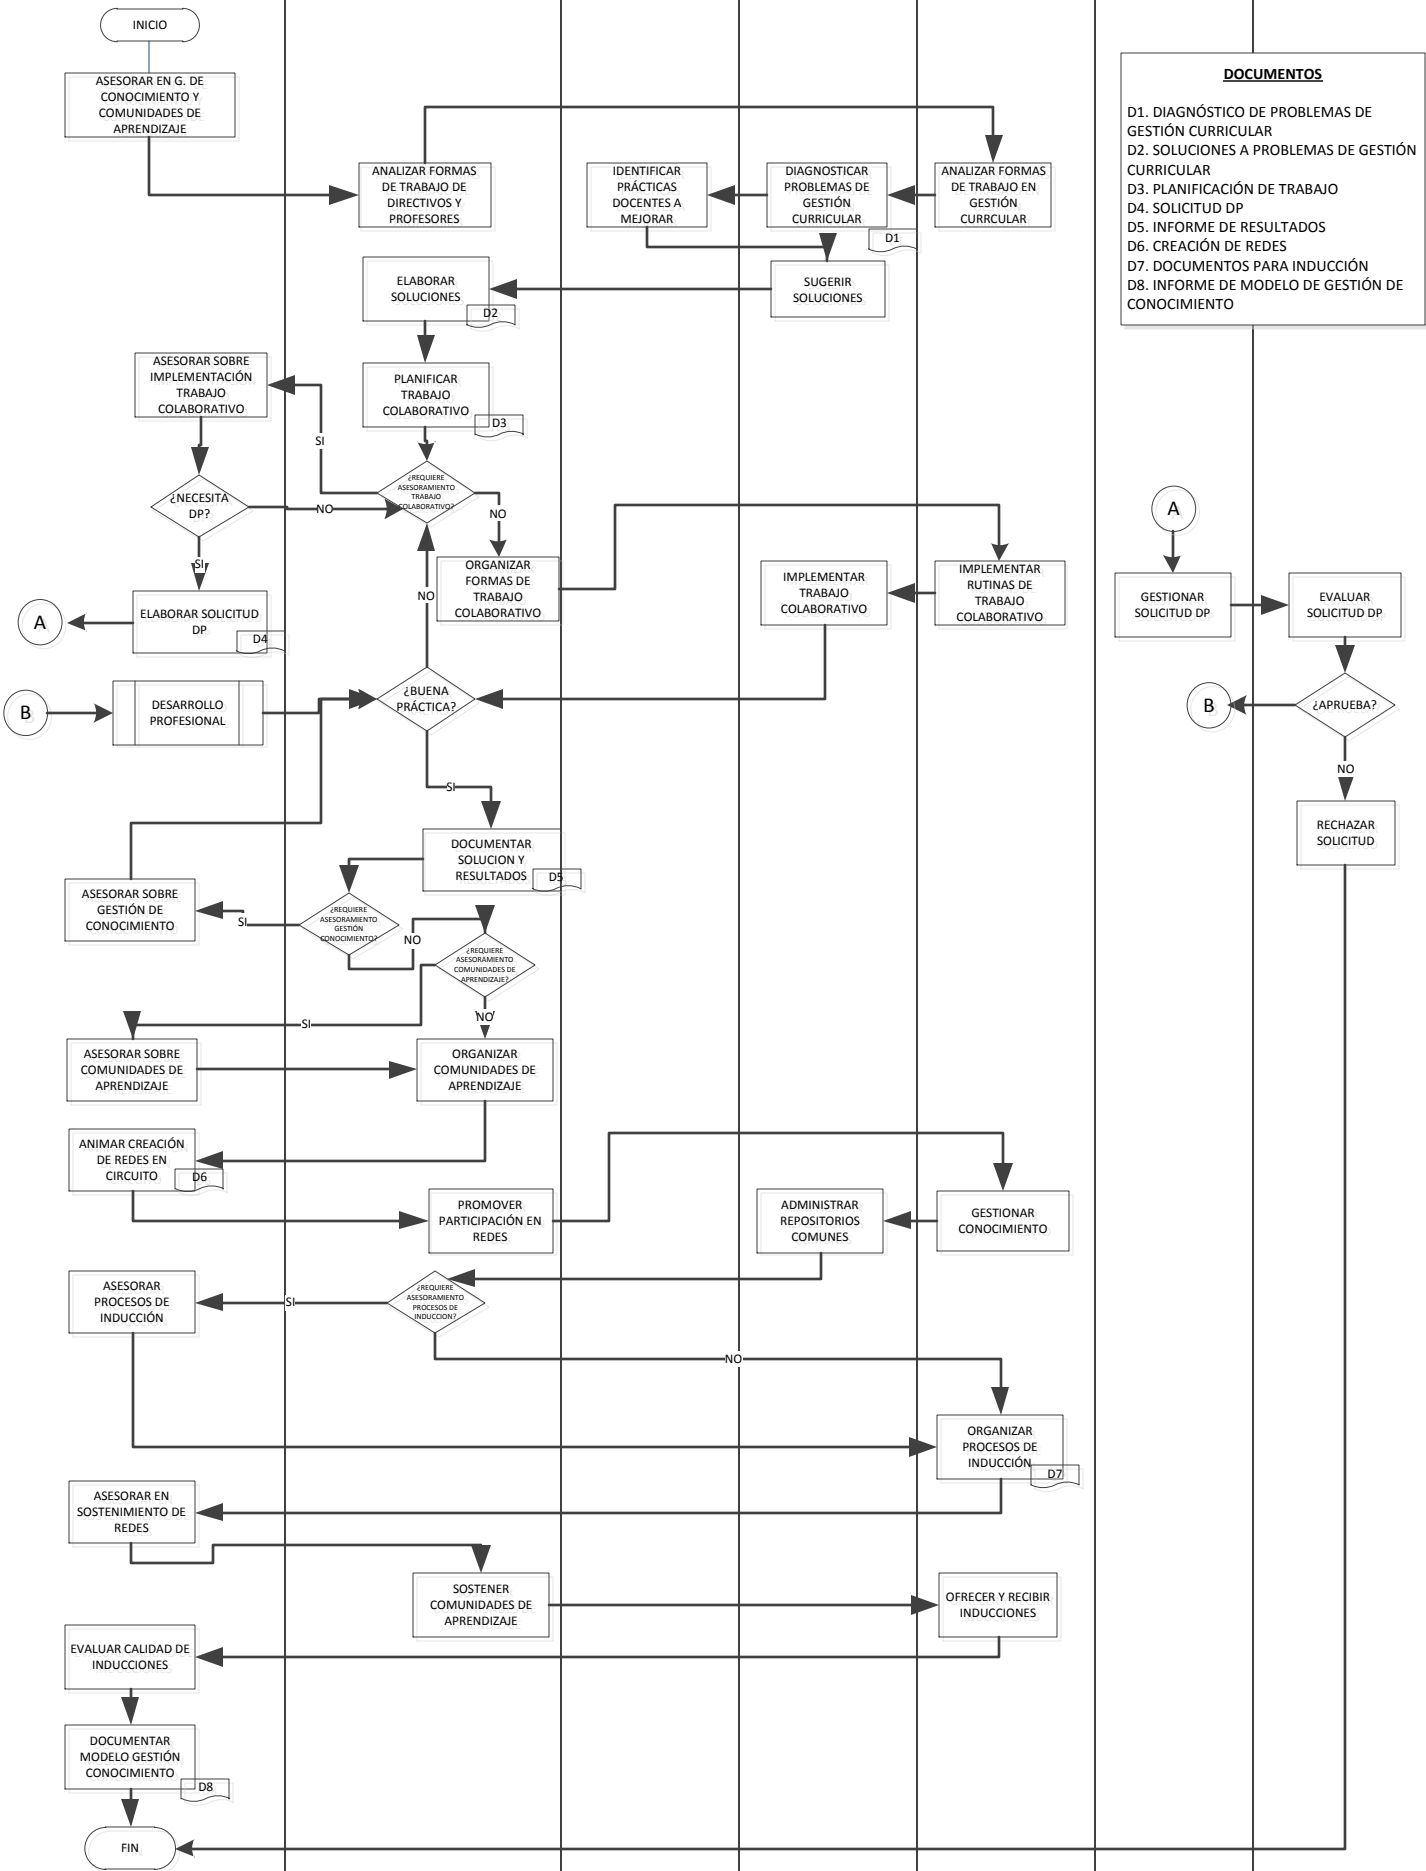 INICIO
ASESORAR EN G. DE
CONOCIMIENTO Y
COMUNIDADES DE
APRENDIZAJE
DOCUMENTOS
D1. DIAGNÓSTICO DE PROBLEMAS DE
GESTIÓN CURRICULAR
D2. SOLUCIONES A PROBLEMAS DE GESTIÓN
CURRICULAR
D3. PLANIFICACIÓN DE TRABAJO
D4. SOLICITUD DP
D5. INFORME DE RESULTADOS
D6. CREACIÓN DE REDES
D7. DOCUMENTOS PARA INDUCCIÓN
D8. INFORME DE MODELO DE GESTIÓN DE
CONOCIMIENTO
ANALIZAR FORMAS
DE TRABAJO DE
DIRECTIVOS Y
PROFESORES
IDENTIFICAR
PRÁCTICAS
DOCENTES A
MEJORAR
DIAGNOSTICAR
PROBLEMAS DE
GESTIÓN
CURRICULAR
D1
ANALIZAR FORMAS
DE TRABAJO EN
GESTIÓN
CURRCULAR
ELABORAR
SOLUCIONES
D2
SUGERIR
SOLUCIONES
ASESORAR SOBRE
IMPLEMENTACIÓN
TRABAJO
COLABORATIVO
PLANIFICAR
TRABAJO
COLABORATIVO
D3
SI
¿REQUIERE
ASESORAMIENTO
TRABAJO
COLABORATIVO?
¿NECESITA
DP?
NO
NO
A
SI
ORGANIZAR
FORMAS DE
TRABAJO
COLABORATIVO
NO
IMPLEMENTAR
TRABAJO
COLABORATIVO
IMPLEMENTAR
RUTINAS DE
TRABAJO
COLABORATIVO
GESTIONAR
SOLICITUD DP
EVALUAR
SOLICITUD DP
A
ELABORAR SOLICITUD
DP
D4
B
DESARROLLO
PROFESIONAL
¿BUENA
PRÁCTICA?
B
¿APRUEBA?
NO
SI
RECHAZAR
SOLICITUD
DOCUMENTAR
SOLUCION Y
RESULTADOS
D5
ASESORAR SOBRE
GESTIÓN DE
CONOCIMIENTO
SI
¿REQUIERE
ASESORAMIENTO
GESTIÓN
CONOCIMIENTO?
NO
¿REQUIERE
ASESORAMIENTO
COMUNIDADES DE
APRENDIZAJE?
SI
NO
ASESORAR SOBRE
COMUNIDADES DE
APRENDIZAJE
ORGANIZAR
COMUNIDADES DE
APRENDIZAJE
ANIMAR CREACIÓN
DE REDES EN
CIRCUITO
D6
PROMOVER
PARTICIPACIÓN EN
REDES
ADMINISTRAR
REPOSITORIOS
COMUNES
GESTIONAR
CONOCIMIENTO
ASESORAR
PROCESOS DE
INDUCCIÓN
SI
¿REQUIERE
ASESORAMIENTO
PROCESOS DE
INDUCCION?
NO
ORGANIZAR
PROCESOS DE
INDUCCIÓN
D7
ASESORAR EN
SOSTENIMIENTO DE
REDES
SOSTENER
COMUNIDADES DE
APRENDIZAJE
OFRECER Y RECIBIR
INDUCCIONES
EVALUAR CALIDAD DE
INDUCCIONES
DOCUMENTAR
MODELO GESTIÓN
CONOCIMIENTO
D8
FIN